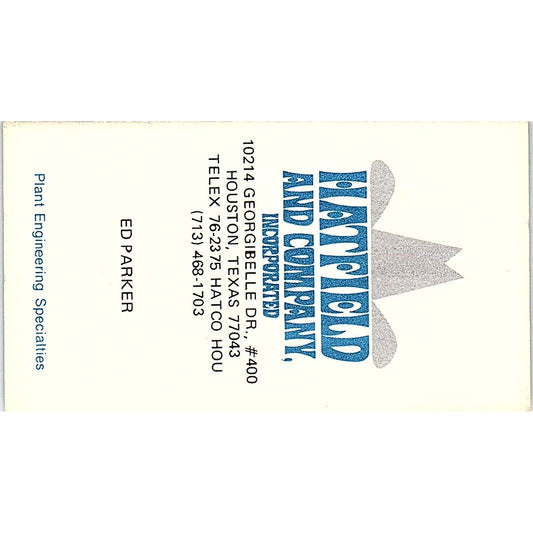 HATFIELD
AND COMPANY,
INCORPORATED
10214 GEORGIBELLE DR., #400
HOUSTON, TEXAS 77043
TELEX 76-2375 HATCO HOU
(713) 468-1703
ED PARKER
Plant Engineering Specialties